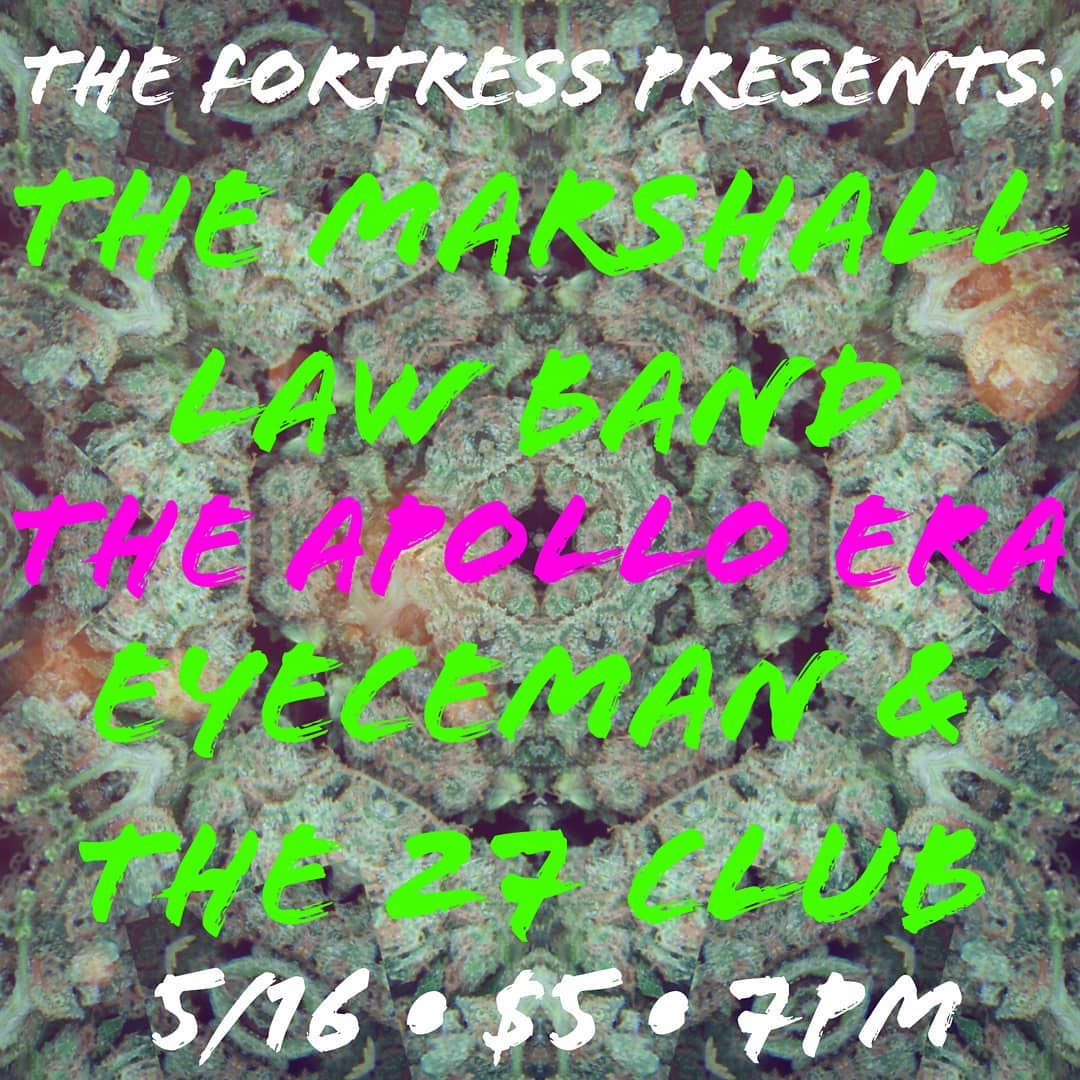 THE FORTRESS PRESENTS:
THE MARSHALL
LAW BAND
THE APOLLO ERA
EYECEMAN &
THE 27 CLUB
5/16 • $5 • 7PM